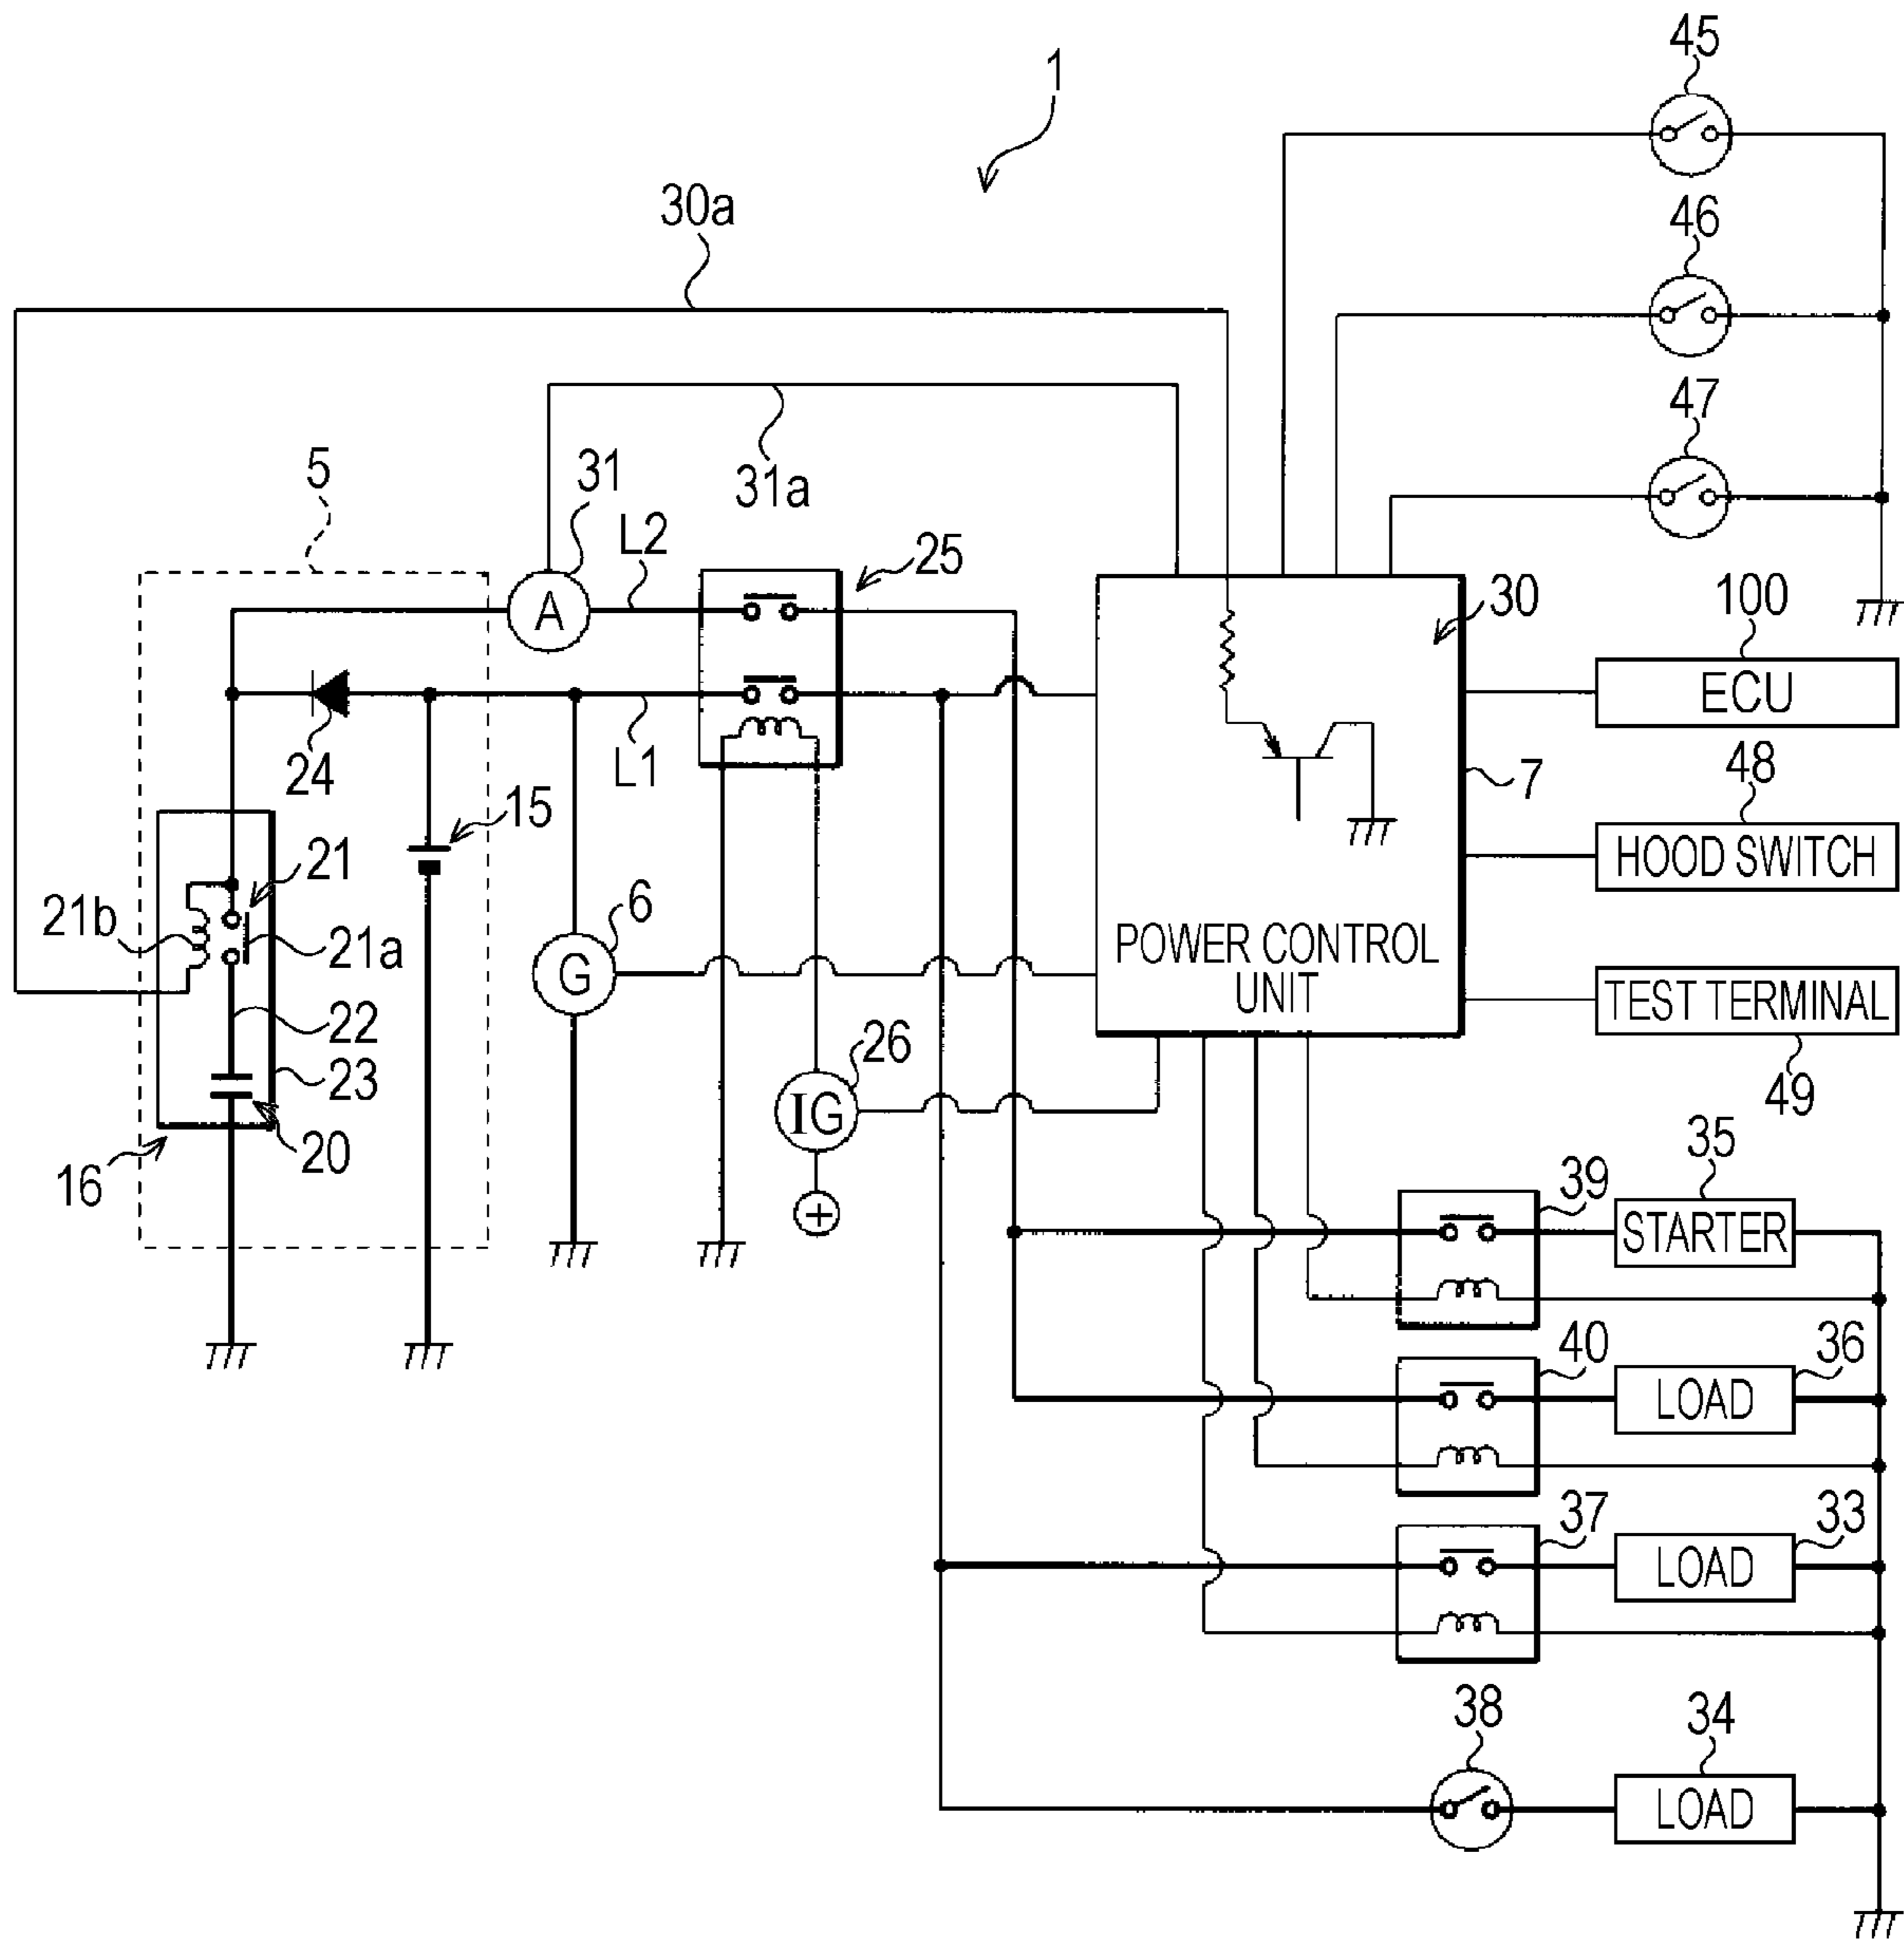 45
1
46
30a
47
31a
5
31
L2
25
A
30
100
ECU
24
L1
7
48
15
HOOD SWITCH
21
21b
21a
6
G
POWER CONTROL
UNIT
TEST TERMINAL
49
22
23
26
IG
20
16
+
39
35
STARTER
40
36
LOAD
37
33
LOAD
38
34
LOAD